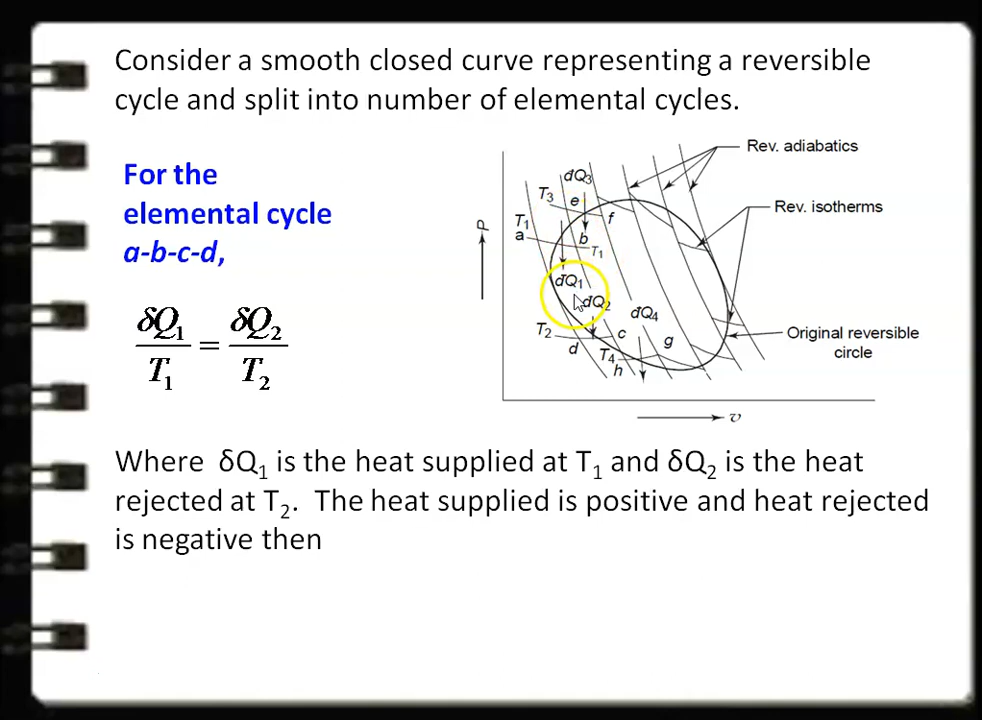 Consider a smooth closed curve representing a reversible
cycle and split into number of elemental cycles.
For the
elemental cycle
a-b-c-d,
δQ₁/T₁ = δQ₂/T₂
Rev. adiabatics
Rev. isotherms
Original reversible
circle
P
v
dQ₃
T₃
e
f
T₁
a
b
T₁
dQ₁
dQ₂
dQ₄
T₂
c
d
T₄
g
h
Where δQ₁ is the heat supplied at T₁ and δQ₂ is the heat
rejected at T₂. The heat supplied is positive and heat rejected
is negative then